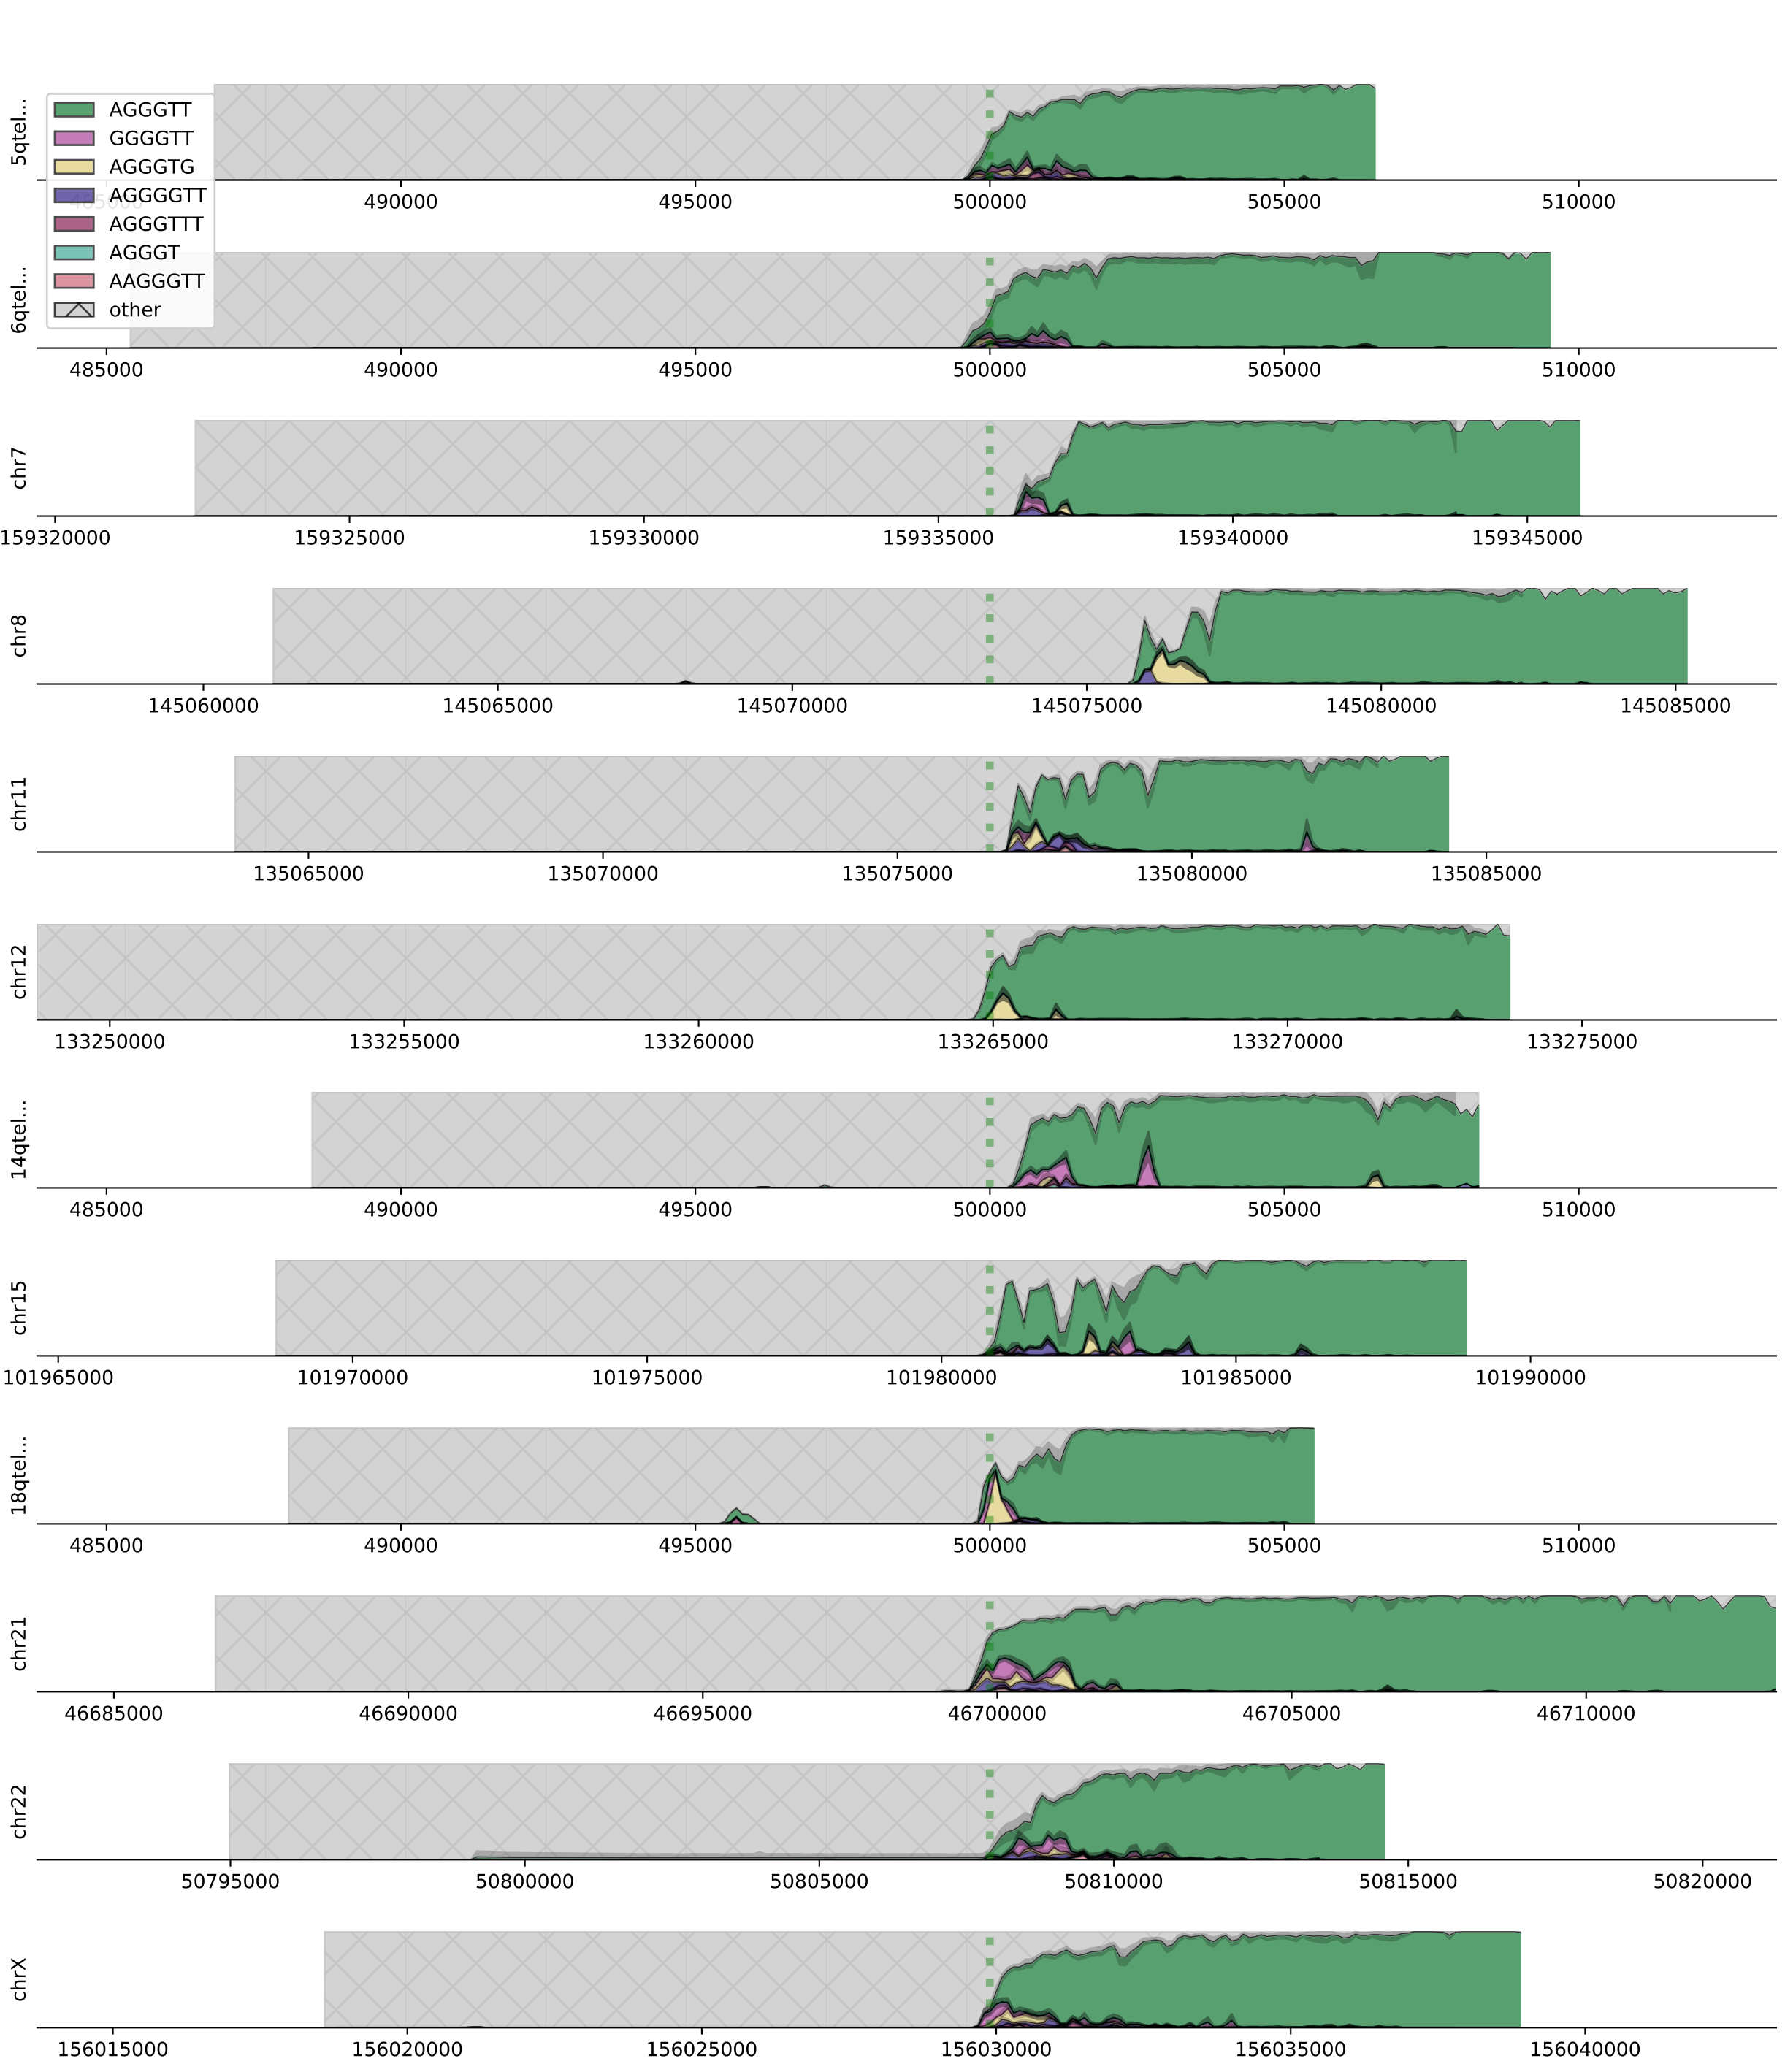 5qtel...
AGGGTT
GGGGTT
AGGGTG
AGGGGTT
AGGGTTT
AGGGT
AAGGGTT
other
485000 490000 495000 500000 505000 510000
6qtel...
485000 490000 495000 500000 505000 510000
chr7
159320000 159325000 159330000 159335000 159340000 159345000
chr8
145060000 145065000 145070000 145075000 145080000 145085000
chr11
135065000 135070000 135075000 135080000 135085000
chr12
133250000 133255000 133260000 133265000 133270000 133275000
14qtel...
485000 490000 495000 500000 505000 510000
chr15
101965000 101970000 101975000 101980000 101985000 101990000
18qtel...
485000 490000 495000 500000 505000 510000
chr21
46685000 46690000 46695000 46700000 46705000 46710000
chr22
50795000 50800000 50805000 50810000 50815000 50820000
chrX
156015000 156020000 156025000 156030000 156035000 156040000